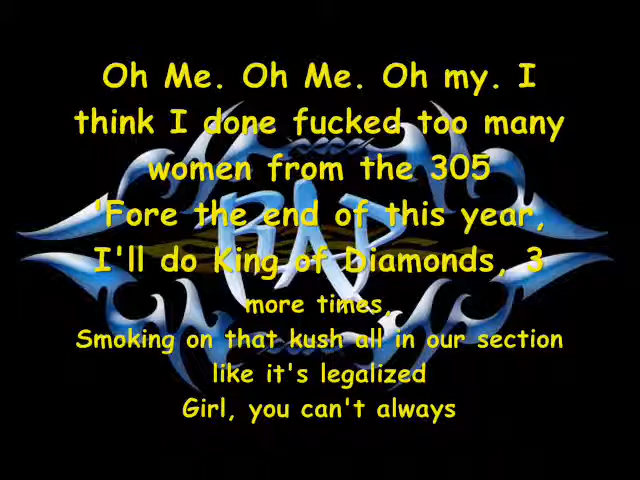 Oh Me. Oh Me. Oh my. I
think I done fucked too many
women from the 305
'Fore the end of this year,
I'll do King of Diamonds, 3
more times,
Smoking on that kush all in our section
like it's legalized
Girl, you can't always
RAP